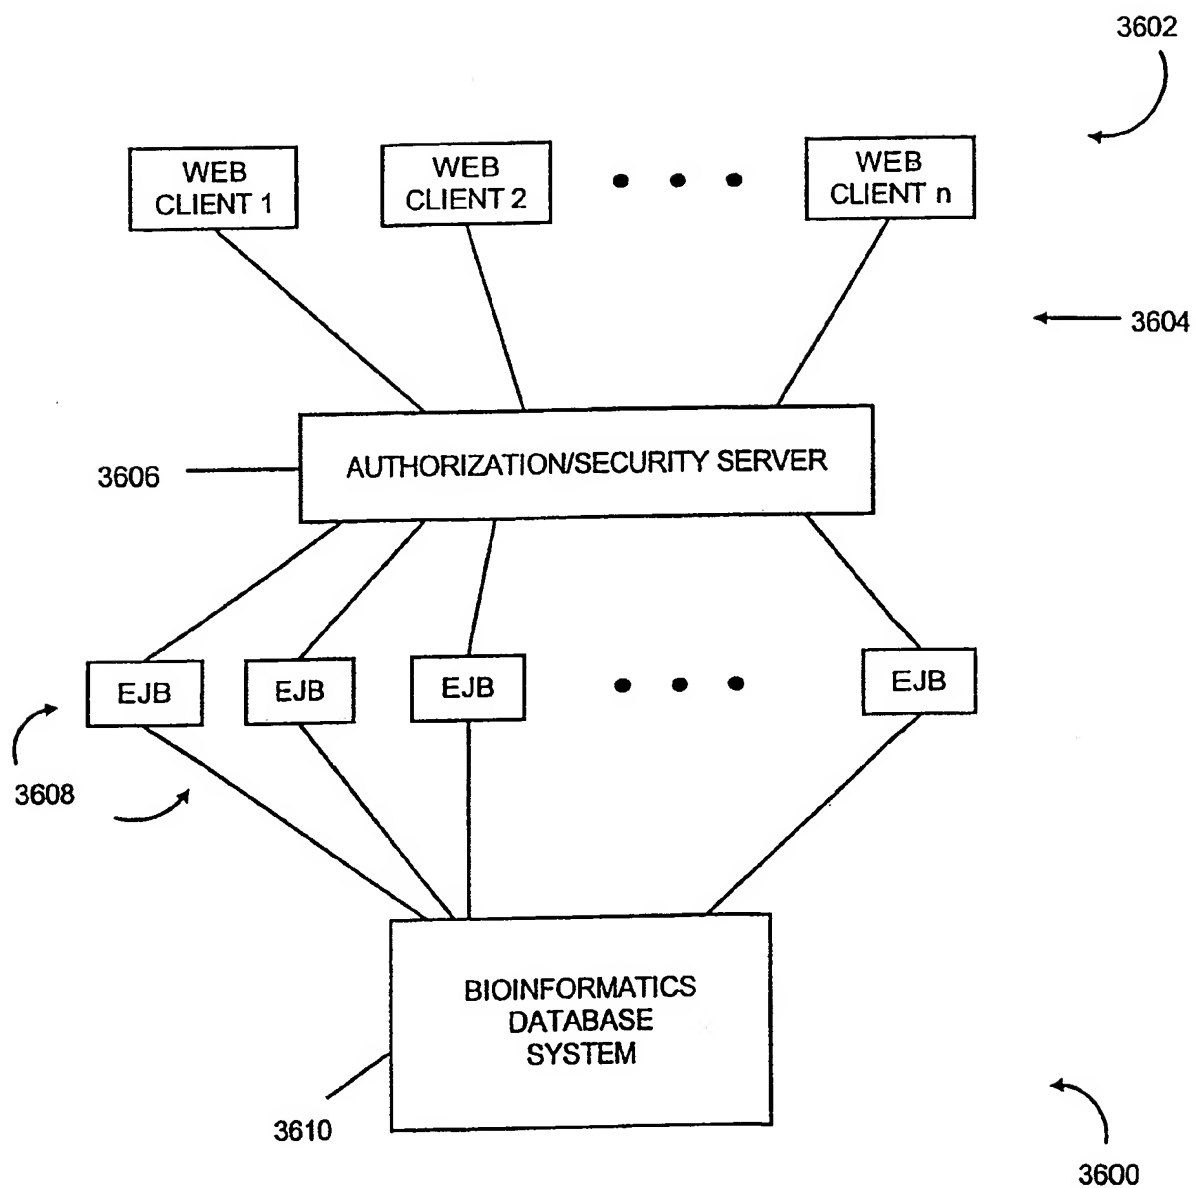 3602
WEB
CLIENT 1
WEB
CLIENT 2
WEB
CLIENT n
3604
AUTHORIZATION/SECURITY SERVER
3606
EJB
EJB
EJB
EJB
3608
BIOINFORMATICS
DATABASE
SYSTEM
3610
3600